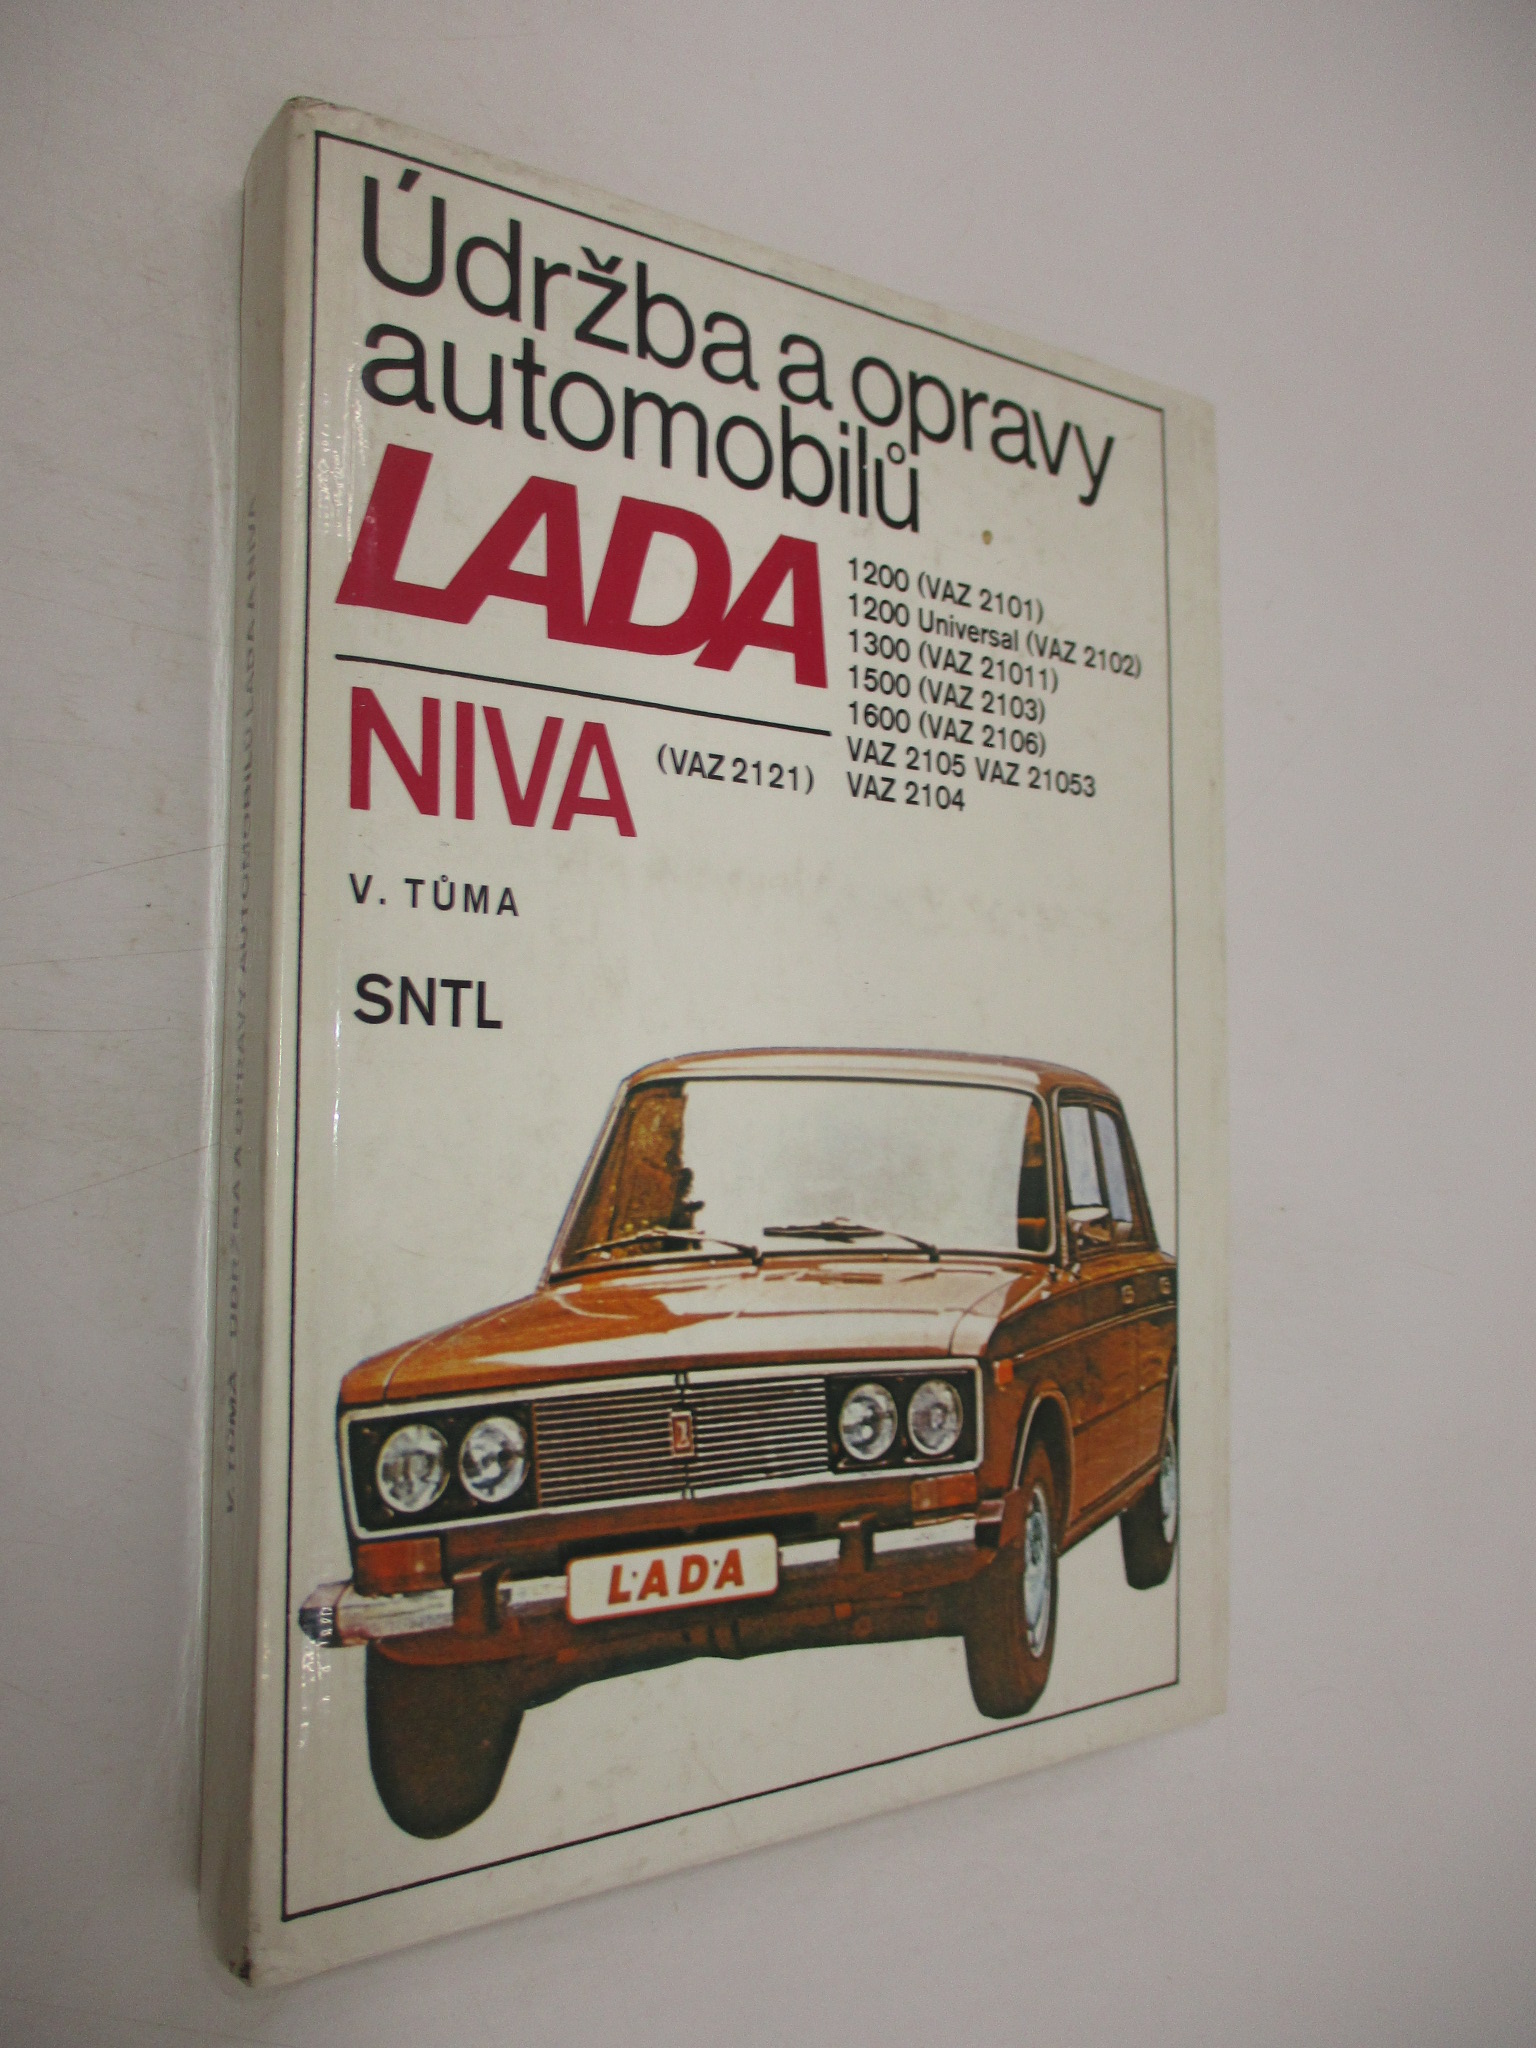 Údržba a opravy
automobilů
LADA
1200 (VAZ 2101)
1200 Universal (VAZ 2102)
1300 (VAZ 21011)
1500 (VAZ 2103)
1600 (VAZ 2106)
VAZ 2105 VAZ 21053
VAZ 2104
NIVA (VAZ 2121)
V. TŮMA
SNTL
L·A·D·A
V. TŮMA ÚDRŽBA A OPRAVY AUTOMOBILŮ LADA A NIVA